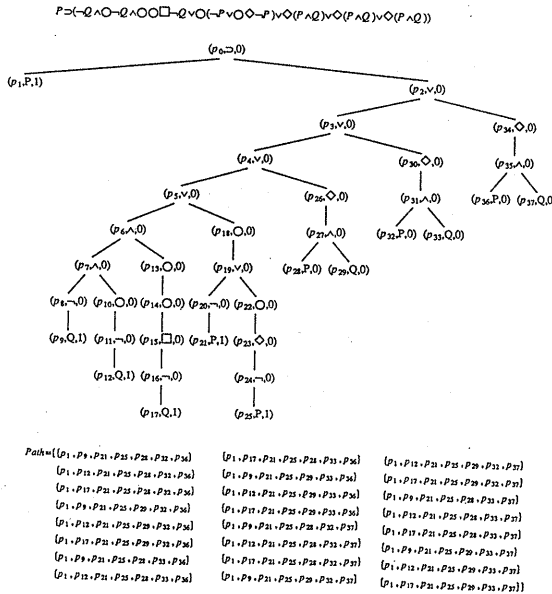 P⊃(¬Q∧○¬Q∧○○□¬Q∨○(¬P∨○◇¬P)∨◇(P∧Q)∨◇(P∧Q)∨◇(P∧Q))
(p0,⊃,0)
(p1,P,1)
(p2,∨,0)
(p3,∨,0) (p34,◇,0)
(p4,∨,0) (p30,◇,0) (p35,∧,0)
(p5,∨,0) (p26,◇,0) (p31,∧,0) (p36,P,0) (p37,Q,0)
(p6,∧,0) (p18,○,0) (p27,∧,0) (p32,P,0) (p33,Q,0)
(p7,∧,0) (p13,○,0) (p19,∨,0) (p28,P,0) (p29,Q,0)
(p8,¬,0) (p10,○,0) (p14,○,0) (p20,¬,0) (p22,○,0)
(p9,Q,1) (p11,¬,0) (p15,□,0) (p21,P,1) (p23,◇,0)
(p12,Q,1) (p16,¬,0) (p24,¬,0)
(p17,Q,1) (p25,P,1)
Path={{p1,p9,p21,p25,p28,p32,p36} {p1,p17,p21,p25,p28,p33,p36} {p1,p12,p21,p25,p29,p32,p37}
{p1,p12,p21,p25,p28,p32,p36} {p1,p9,p21,p25,p29,p33,p36} {p1,p17,p21,p25,p29,p32,p37}
{p1,p17,p21,p25,p28,p32,p36} {p1,p12,p21,p25,p29,p33,p36} {p1,p9,p21,p25,p28,p33,p37}
{p1,p9,p21,p25,p29,p32,p36} {p1,p17,p21,p25,p29,p33,p36} {p1,p12,p21,p25,p28,p33,p37}
{p1,p12,p21,p25,p29,p32,p36} {p1,p9,p21,p25,p28,p32,p37} {p1,p17,p21,p25,p28,p33,p37}
{p1,p17,p21,p25,p29,p32,p36} {p1,p12,p21,p25,p28,p32,p37} {p1,p9,p21,p25,p29,p33,p37}
{p1,p9,p21,p25,p28,p33,p36} {p1,p17,p21,p25,p28,p32,p37} {p1,p12,p21,p25,p29,p33,p37}
{p1,p12,p21,p25,p28,p33,p36} {p1,p9,p21,p25,p29,p32,p37} {p1,p17,p21,p25,p29,p33,p37}}